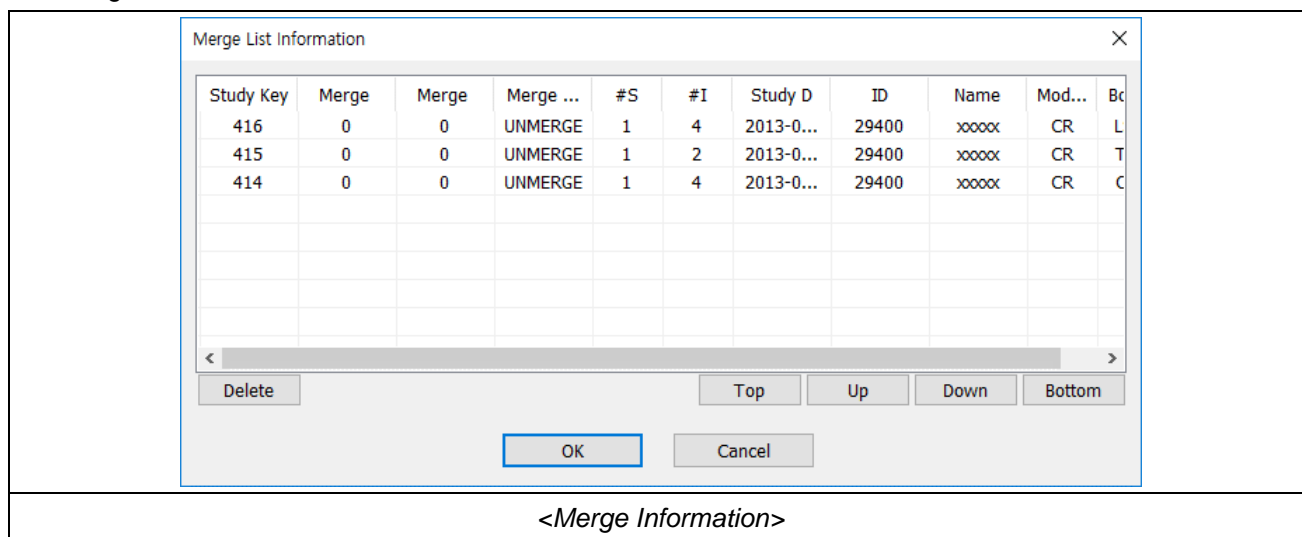 Merge List Information
Study Key Merge Merge Merge ... #S #I Study D ID Name Mod... Bc
416 0 0 UNMERGE 1 4 2013-0... 29400 xxxxx CR L
415 0 0 UNMERGE 1 2 2013-0... 29400 xxxxx CR T
414 0 0 UNMERGE 1 4 2013-0... 29400 xxxxx CR
Delete Top Up Down Bottom
OK Cancel
<Merge Information>